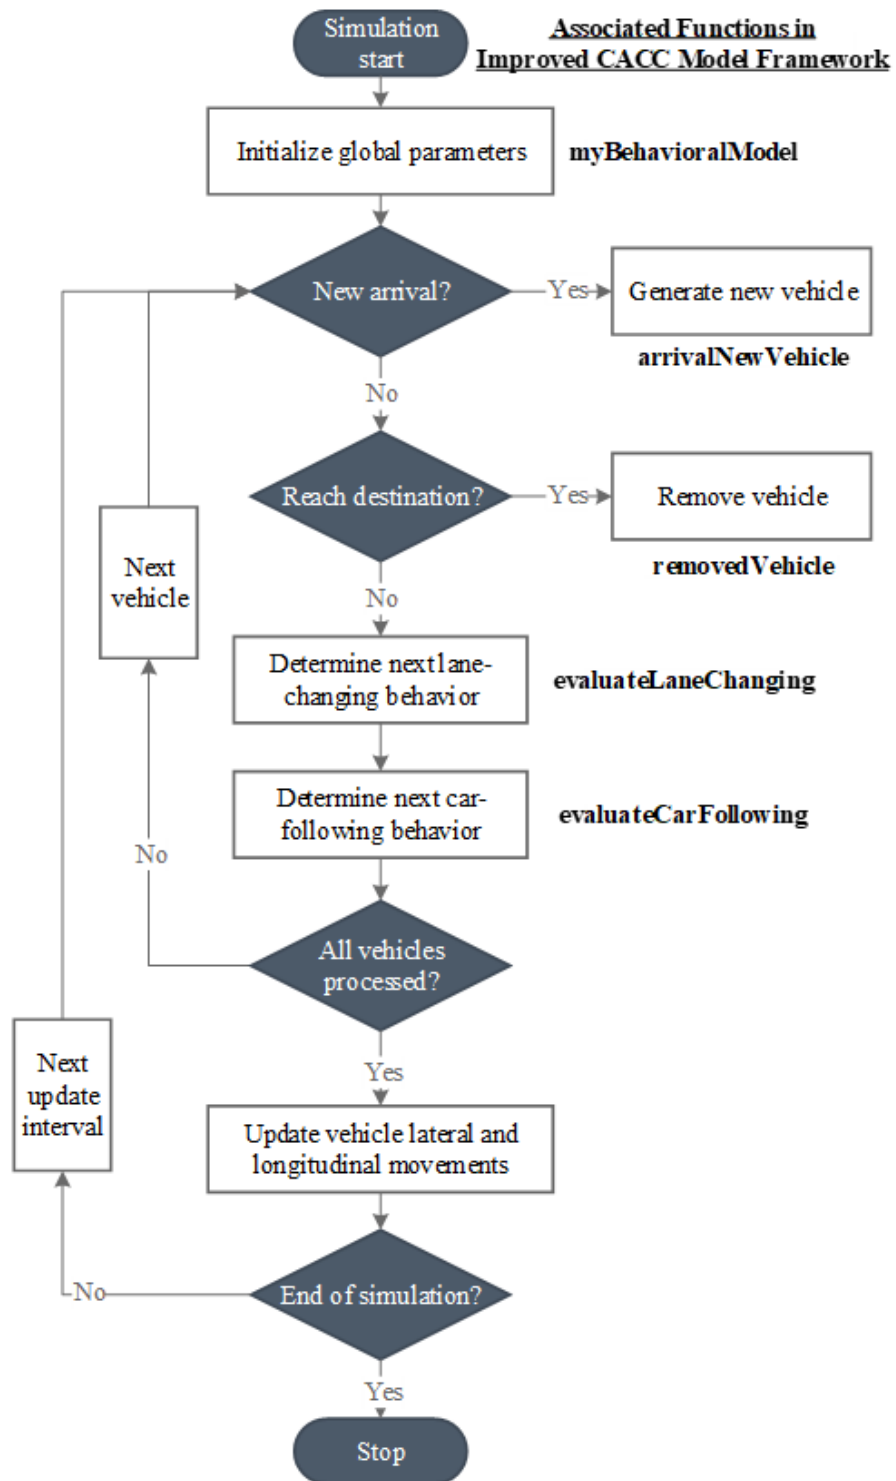 Simulation
start
Associated Functions in
Improved CACC Model Framework
Initialize global parameters
myBehavioralModel
New arrival?
Yes
Generate new vehicle
arrivalNewVehicle
No
Reach destination?
Yes
Remove vehicle
removedVehicle
Next
vehicle
No
Determine next lane-
changing behavior
evaluateLaneChanging
Determine next car-
following behavior
evaluateCarFollowing
No
All vehicles
processed?
Next
update
interval
Yes
Update vehicle lateral and
longitudinal movements
No
End of simulation?
Yes
Stop